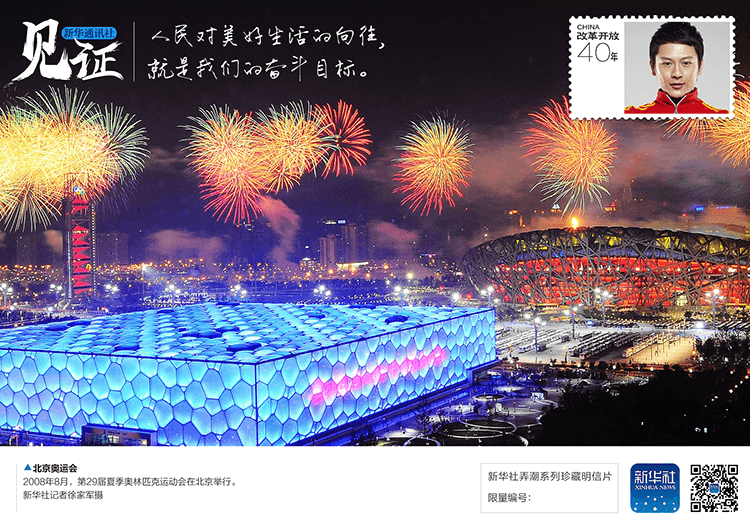 见证
新华通讯社
人民对美好生活的向往,
就是我们的奋斗目标。
CHINA
改革开放
40年
▲北京奥运会
2008年8月，第29届夏季奥林匹克运动会在北京举行。
新华社记者徐家军摄
新华社弄潮系列珍藏明信片
限量编号：
新华社
XINHUA NEWS